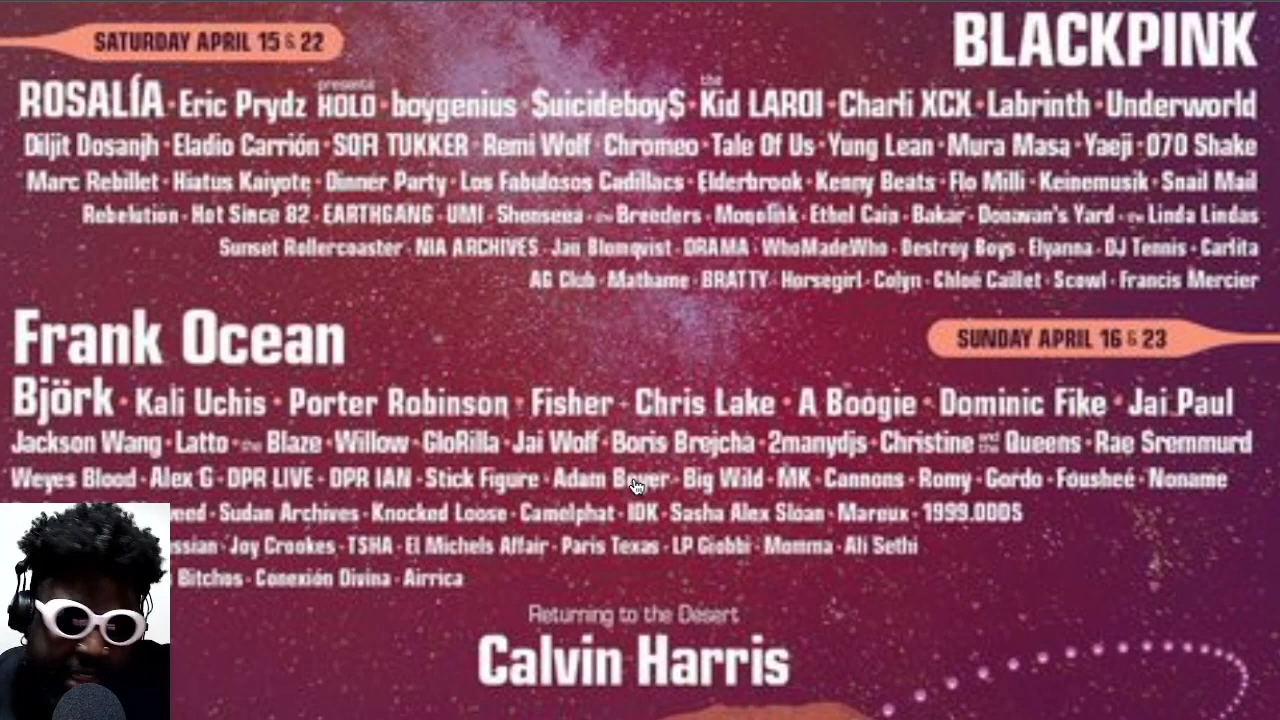 SATURDAY APRIL 15 & 22
BLACKPINK
ROSALÍA · Eric Prydz presents HOLO · boygenius · $uicideboy$ · the Kid LAROI · Charli XCX · Labrinth · Underworld
Diljit Dosanjh · Eladio Carrión · SOFI TUKKER · Remi Wolf · Chromeo · Tale Of Us · Yung Lean · Mura Masa · Yaeji · 070 Shake
Marc Rebillet · Hiatus Kaiyote · Dinner Party · Los Fabulosos Cadillacs · Elderbrook · Kenny Beats · Flo Milli · Keinemusik · Snail Mail
Rebelution · Hot Since 82 · EARTHGANG · UMI · Shenseea · the Breeders · Monolink · Ethel Cain · Bakar · Donavan's Yard · the Linda Lindas
Sunset Rollercoaster · NIA ARCHIVES · Jan Blomqvist · DRAMA · WhoMadeWho · Destroy Boys · Elyanna · DJ Tennis · Carlita
AG Club · Mathame · BRATTY · Horsegirl · Colyn · Chloé Caillet · Scowl · Francis Mercier
Frank Ocean
SUNDAY APRIL 16 & 23
Björk · Kali Uchis · Porter Robinson · Fisher · Chris Lake · A Boogie · Dominic Fike · Jai Paul
Jackson Wang · Latto · the Blaze · Willow · GloRilla · Jai Wolf · Boris Brejcha · 2manydjs · Christine and the Queens · Rae Sremmurd
Weyes Blood · Alex G · DPR LIVE · DPR IAN · Stick Figure · Adam Beyer · Big Wild · MK · Cannons · Romy · Gordo · Fousheé · Noname
Sudan Archives · Knocked Loose · Camelphat · IDK · Sasha Alex Sloan · Mareux · 1999.ODDS
Joy Crookes · TSHA · El Michels Affair · Paris Texas · LP Giobbi · Momma · Ali Sethi
Bitchos · Conexión Divina · Airrica
Returning to the Desert
Calvin Harris